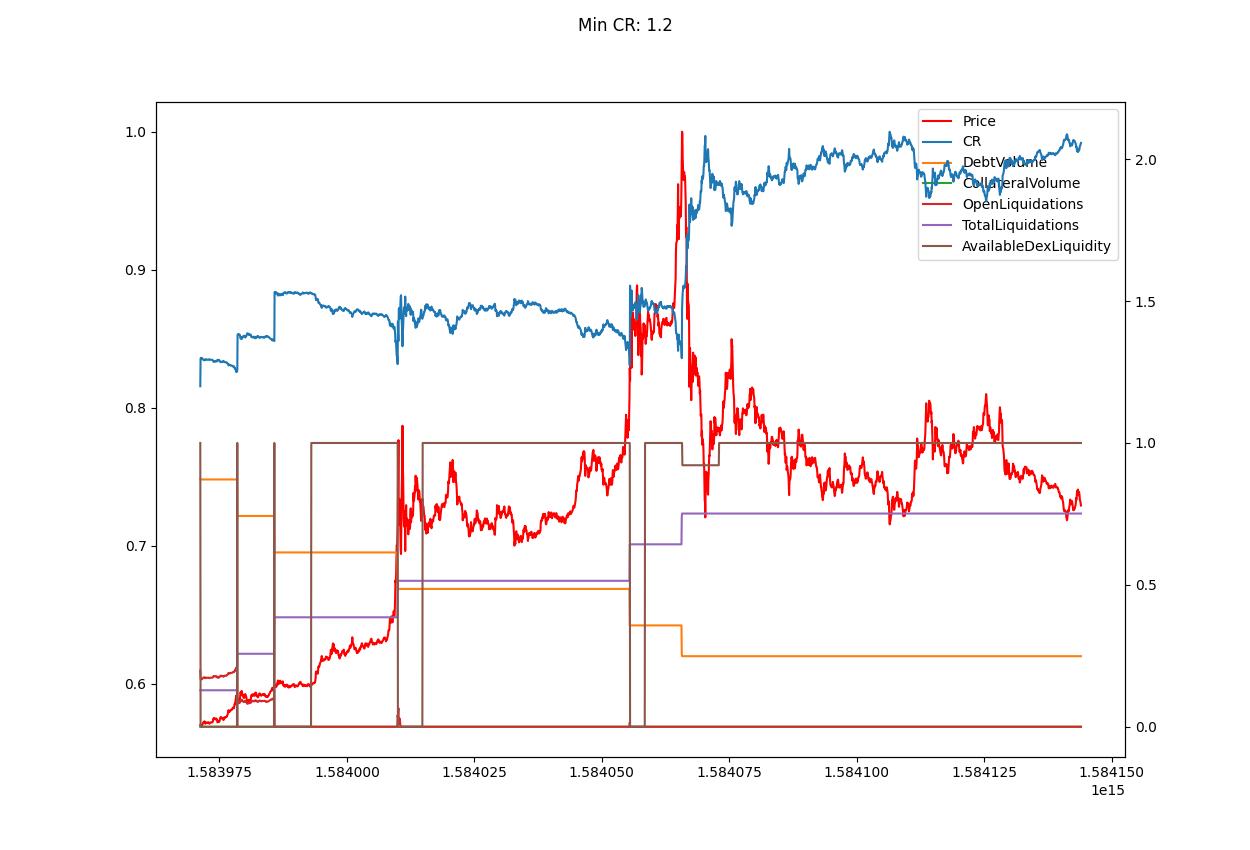 Min CR: 1.2
1.0
0.9
0.8
0.7
0.6
2.0
1.5
1.0
0.5
0.0
Price
CR
DebtVolume
CollateralVolume
OpenLiquidations
TotalLiquidations
AvailableDexLiquidity
1.583975 1.584000 1.584025 1.584050 1.584075 1.584100 1.584125 1.584150
1e15